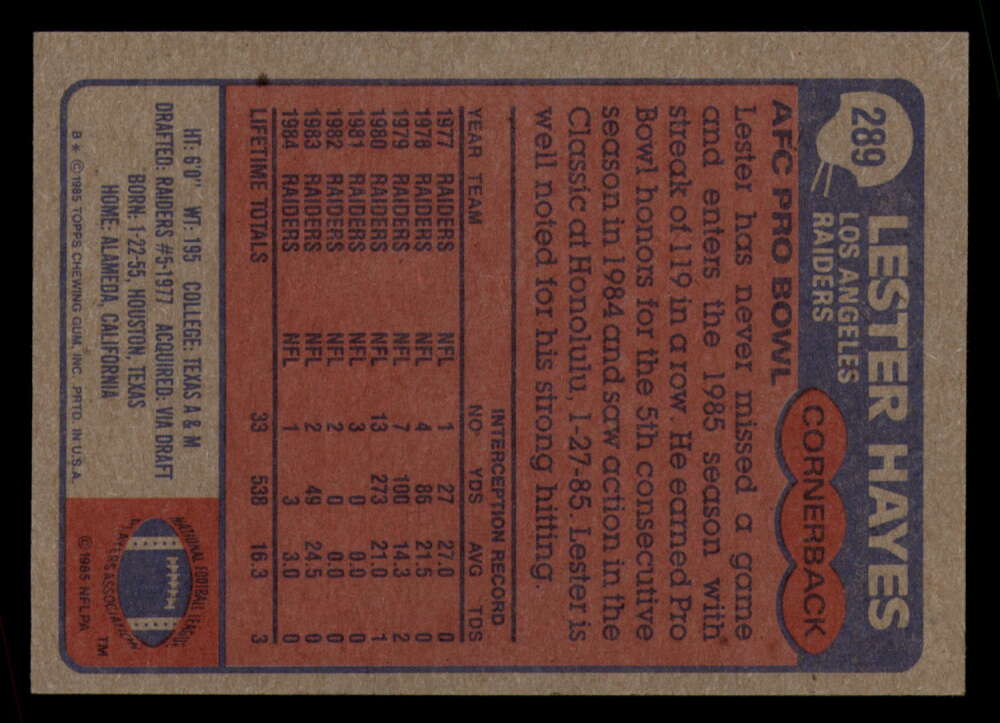 289
LESTER HAYES
LOS ANGELES
RAIDERS
CORNERBACK
AFC PRO BOWL
Lester has never missed a game
and enters the 1985 season with
streak of 119 in a row. He earned Pro
Bowl honors for the 5th consecutive
season in 1984 and saw action in the
Classic at Honolulu, 1-27-85. Lester is
well noted for his strong hitting.
INTERCEPTION RECORD
YEAR TEAM NO. YDS AVG TDS
1977 RAIDERS NFL 1 27 27.0 0
1978 RAIDERS NFL 4 86 21.5 0
1979 RAIDERS NFL 7 100 14.3 2
1980 RAIDERS NFL 13 273 21.0 1
1981 RAIDERS NFL 3 0 0.0 0
1982 RAIDERS NFL 2 0 0.0 0
1983 RAIDERS NFL 2 49 24.5 0
1984 RAIDERS NFL 1 3 3.0 0
LIFETIME TOTALS 33 538 16.3 3
HT: 6'0" WT: 195 COLLEGE: TEXAS A & M
DRAFTED: RAIDERS #5-1977 ACQUIRED: VIA DRAFT
BORN: 1-22-55, HOUSTON, TEXAS
HOME: ALAMEDA, CALIFORNIA
B * © 1985 TOPPS CHEWING GUM, INC. PRTD. IN U.S.A.
NATIONAL FOOTBALL LEAGUE
PLAYERS ASSOCIATION
TM
© 1985 NFLPA